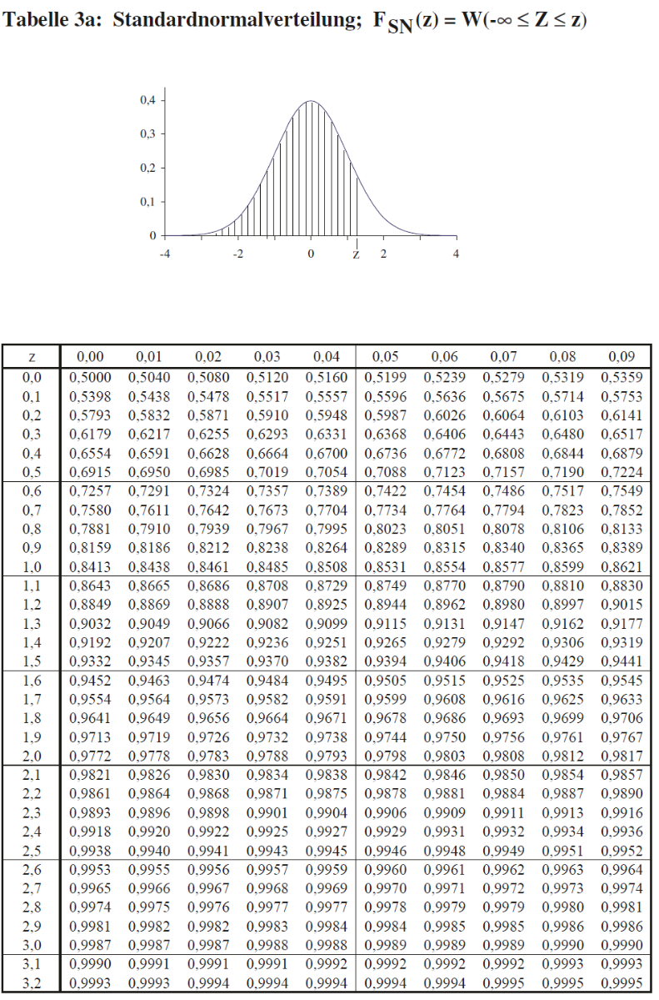 Tabelle 3a: Standardnormalverteilung; F SN (z) = W(-∞ ≤ Z ≤ z)
0,4
0,3
0,2
0,1
0
-4 -2 0 z 2 4
z 0,00 0,01 0,02 0,03 0,04 0,05 0,06 0,07 0,08 0,09
0,0 0,5000 0,5040 0,5080 0,5120 0,5160 0,5199 0,5239 0,5279 0,5319 0,5359
0,1 0,5398 0,5438 0,5478 0,5517 0,5557 0,5596 0,5636 0,5675 0,5714 0,5753
0,2 0,5793 0,5832 0,5871 0,5910 0,5948 0,5987 0,6026 0,6064 0,6103 0,6141
0,3 0,6179 0,6217 0,6255 0,6293 0,6331 0,6368 0,6406 0,6443 0,6480 0,6517
0,4 0,6554 0,6591 0,6628 0,6664 0,6700 0,6736 0,6772 0,6808 0,6844 0,6879
0,5 0,6915 0,6950 0,6985 0,7019 0,7054 0,7088 0,7123 0,7157 0,7190 0,7224
0,6 0,7257 0,7291 0,7324 0,7357 0,7389 0,7422 0,7454 0,7486 0,7517 0,7549
0,7 0,7580 0,7611 0,7642 0,7673 0,7704 0,7734 0,7764 0,7794 0,7823 0,7852
0,8 0,7881 0,7910 0,7939 0,7967 0,7995 0,8023 0,8051 0,8078 0,8106 0,8133
0,9 0,8159 0,8186 0,8212 0,8238 0,8264 0,8289 0,8315 0,8340 0,8365 0,8389
1,0 0,8413 0,8438 0,8461 0,8485 0,8508 0,8531 0,8554 0,8577 0,8599 0,8621
1,1 0,8643 0,8665 0,8686 0,8708 0,8729 0,8749 0,8770 0,8790 0,8810 0,8830
1,2 0,8849 0,8869 0,8888 0,8907 0,8925 0,8944 0,8962 0,8980 0,8997 0,9015
1,3 0,9032 0,9049 0,9066 0,9082 0,9099 0,9115 0,9131 0,9147 0,9162 0,9177
1,4 0,9192 0,9207 0,9222 0,9236 0,9251 0,9265 0,9279 0,9292 0,9306 0,9319
1,5 0,9332 0,9345 0,9357 0,9370 0,9382 0,9394 0,9406 0,9418 0,9429 0,9441
1,6 0,9452 0,9463 0,9474 0,9484 0,9495 0,9505 0,9515 0,9525 0,9535 0,9545
1,7 0,9554 0,9564 0,9573 0,9582 0,9591 0,9599 0,9608 0,9616 0,9625 0,9633
1,8 0,9641 0,9649 0,9656 0,9664 0,9671 0,9678 0,9686 0,9693 0,9699 0,9706
1,9 0,9713 0,9719 0,9726 0,9732 0,9738 0,9744 0,9750 0,9756 0,9761 0,9767
2,0 0,9772 0,9778 0,9783 0,9788 0,9793 0,9798 0,9803 0,9808 0,9812 0,9817
2,1 0,9821 0,9826 0,9830 0,9834 0,9838 0,9842 0,9846 0,9850 0,9854 0,9857
2,2 0,9861 0,9864 0,9868 0,9871 0,9875 0,9878 0,9881 0,9884 0,9887 0,9890
2,3 0,9893 0,9896 0,9898 0,9901 0,9904 0,9906 0,9909 0,9911 0,9913 0,9916
2,4 0,9918 0,9920 0,9922 0,9925 0,9927 0,9929 0,9931 0,9932 0,9934 0,9936
2,5 0,9938 0,9940 0,9941 0,9943 0,9945 0,9946 0,9948 0,9949 0,9951 0,9952
2,6 0,9953 0,9955 0,9956 0,9957 0,9959 0,9960 0,9961 0,9962 0,9963 0,9964
2,7 0,9965 0,9966 0,9967 0,9968 0,9969 0,9970 0,9971 0,9972 0,9973 0,9974
2,8 0,9974 0,9975 0,9976 0,9977 0,9977 0,9978 0,9979 0,9979 0,9980 0,9981
2,9 0,9981 0,9982 0,9982 0,9983 0,9984 0,9984 0,9985 0,9985 0,9986 0,9986
3,0 0,9987 0,9987 0,9987 0,9988 0,9988 0,9989 0,9989 0,9989 0,9990 0,9990
3,1 0,9990 0,9991 0,9991 0,9991 0,9992 0,9992 0,9992 0,9992 0,9993 0,9993
3,2 0,9993 0,9993 0,9994 0,9994 0,9994 0,9994 0,9994 0,9995 0,9995 0,9995